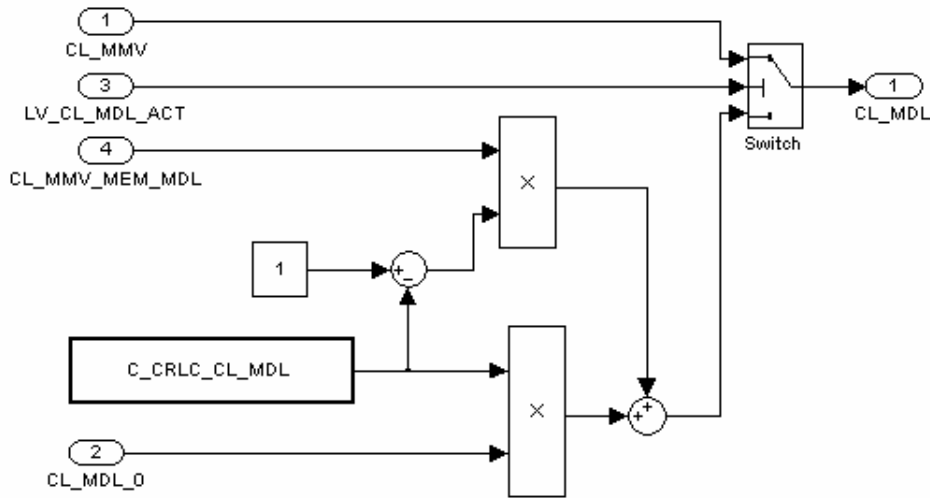 1
CL_MMV
3
LV_CL_MDL_ACT
1
CL_MDL
Switch
4
CL_MMV_MEM_MDL
×
1
+
−
C_CRLC_CL_MDL
×
+
+
2
CL_MDL_0